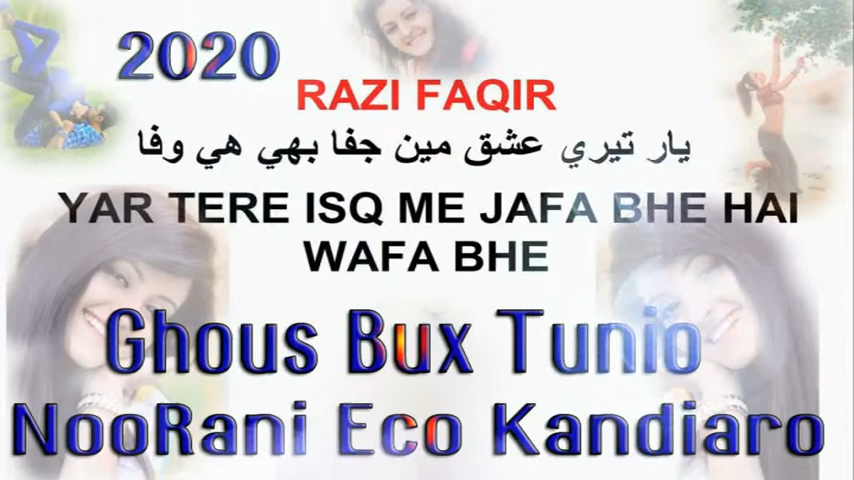 2020
RAZI FAQIR
يار تيري عشق مين جفا بهي هي وفا
YAR TERE ISQ ME JAFA BHE HAI
WAFA BHE
Ghous Bux Tunio
NooRani Eco Kandiaro